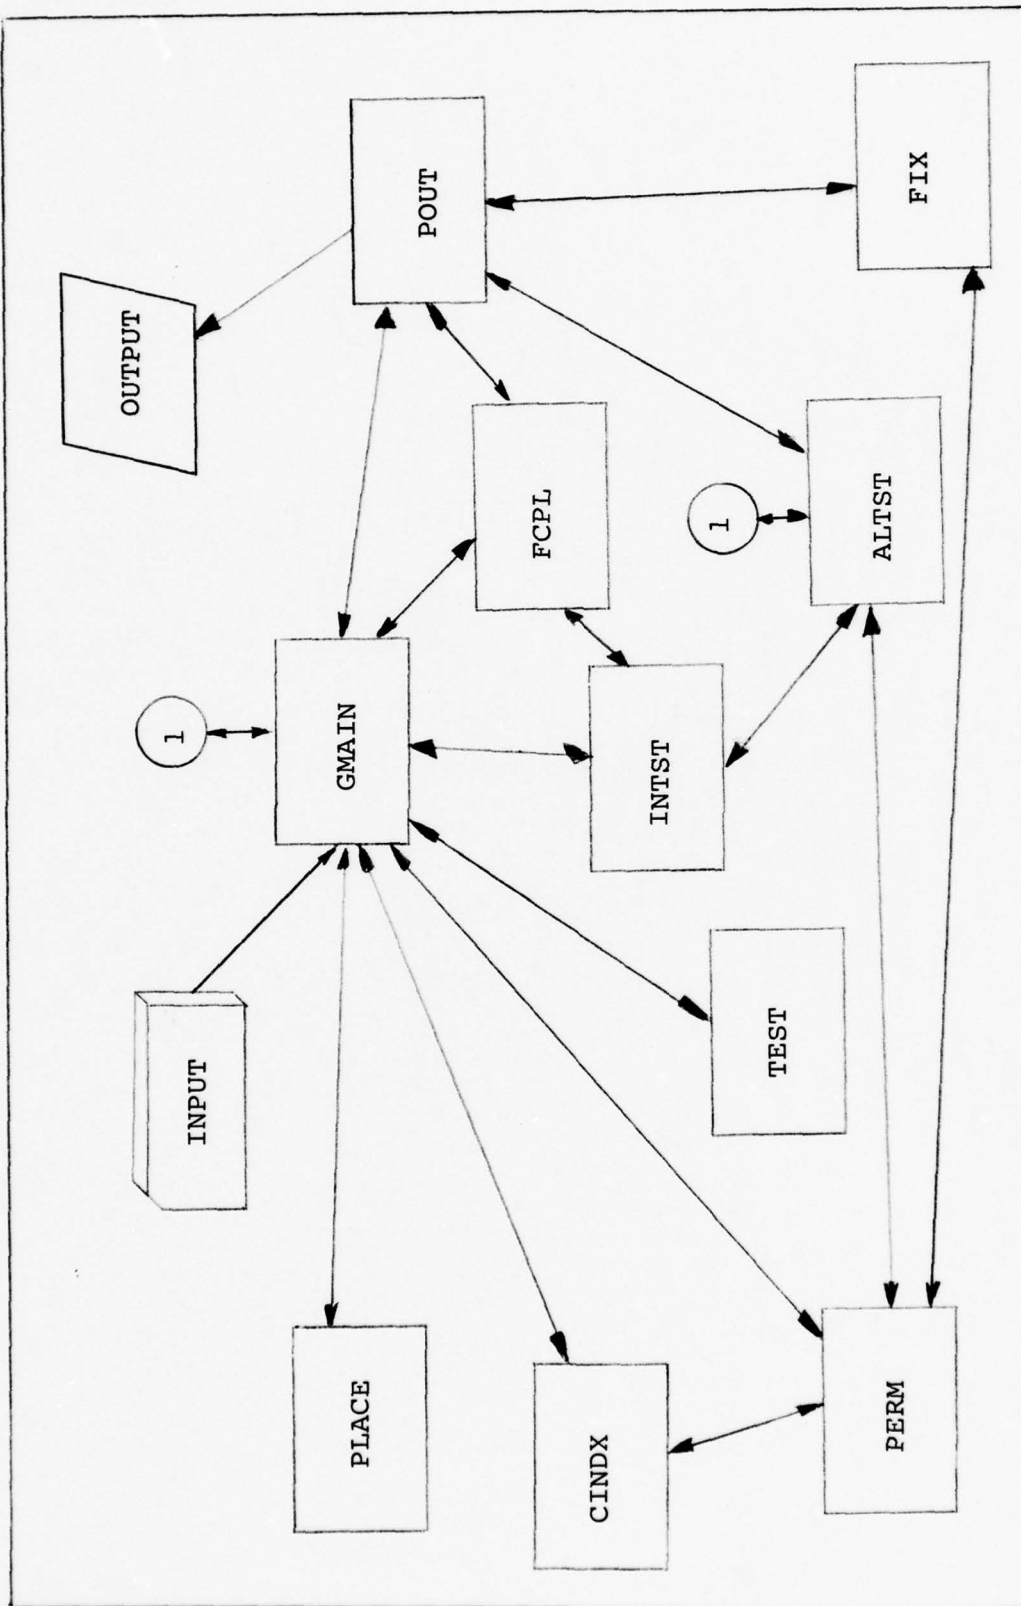 OUTPUT
POUT
FIX
1
GMAIN
FCPL
1
ALTST
INTST
INPUT
TEST
PLACE
CINDX
PERM